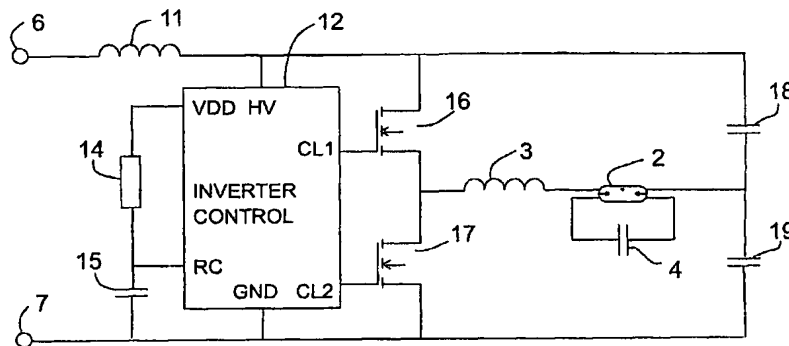 6
11
12
VDD HV
16
18
CL1
14
3
2
INVERTER
CONTROL
17
15
RC
19
4
GND CL2
7